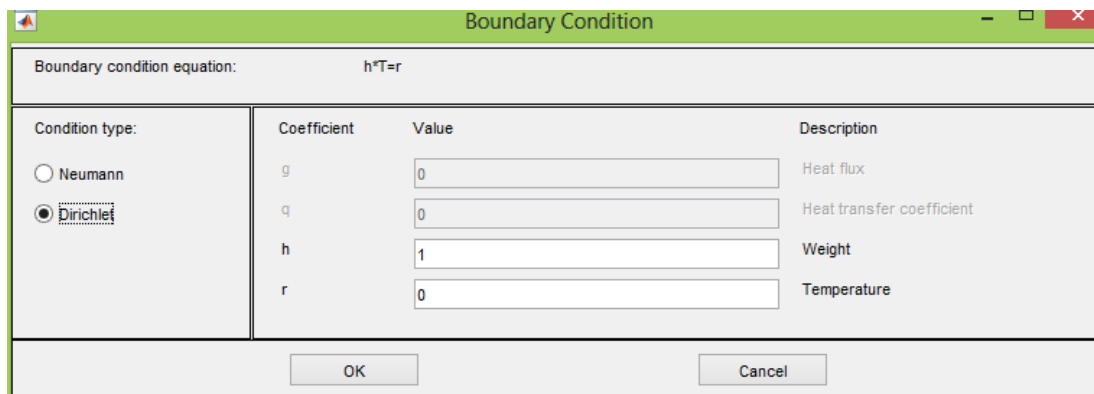 Boundary Condition
Boundary condition equation: h*T=r
Condition type:
Neumann
Dirichlet
Coefficient Value Description
g 0 Heat flux
q 0 Heat transfer coefficient
h 1 Weight
r 0 Temperature
OK Cancel